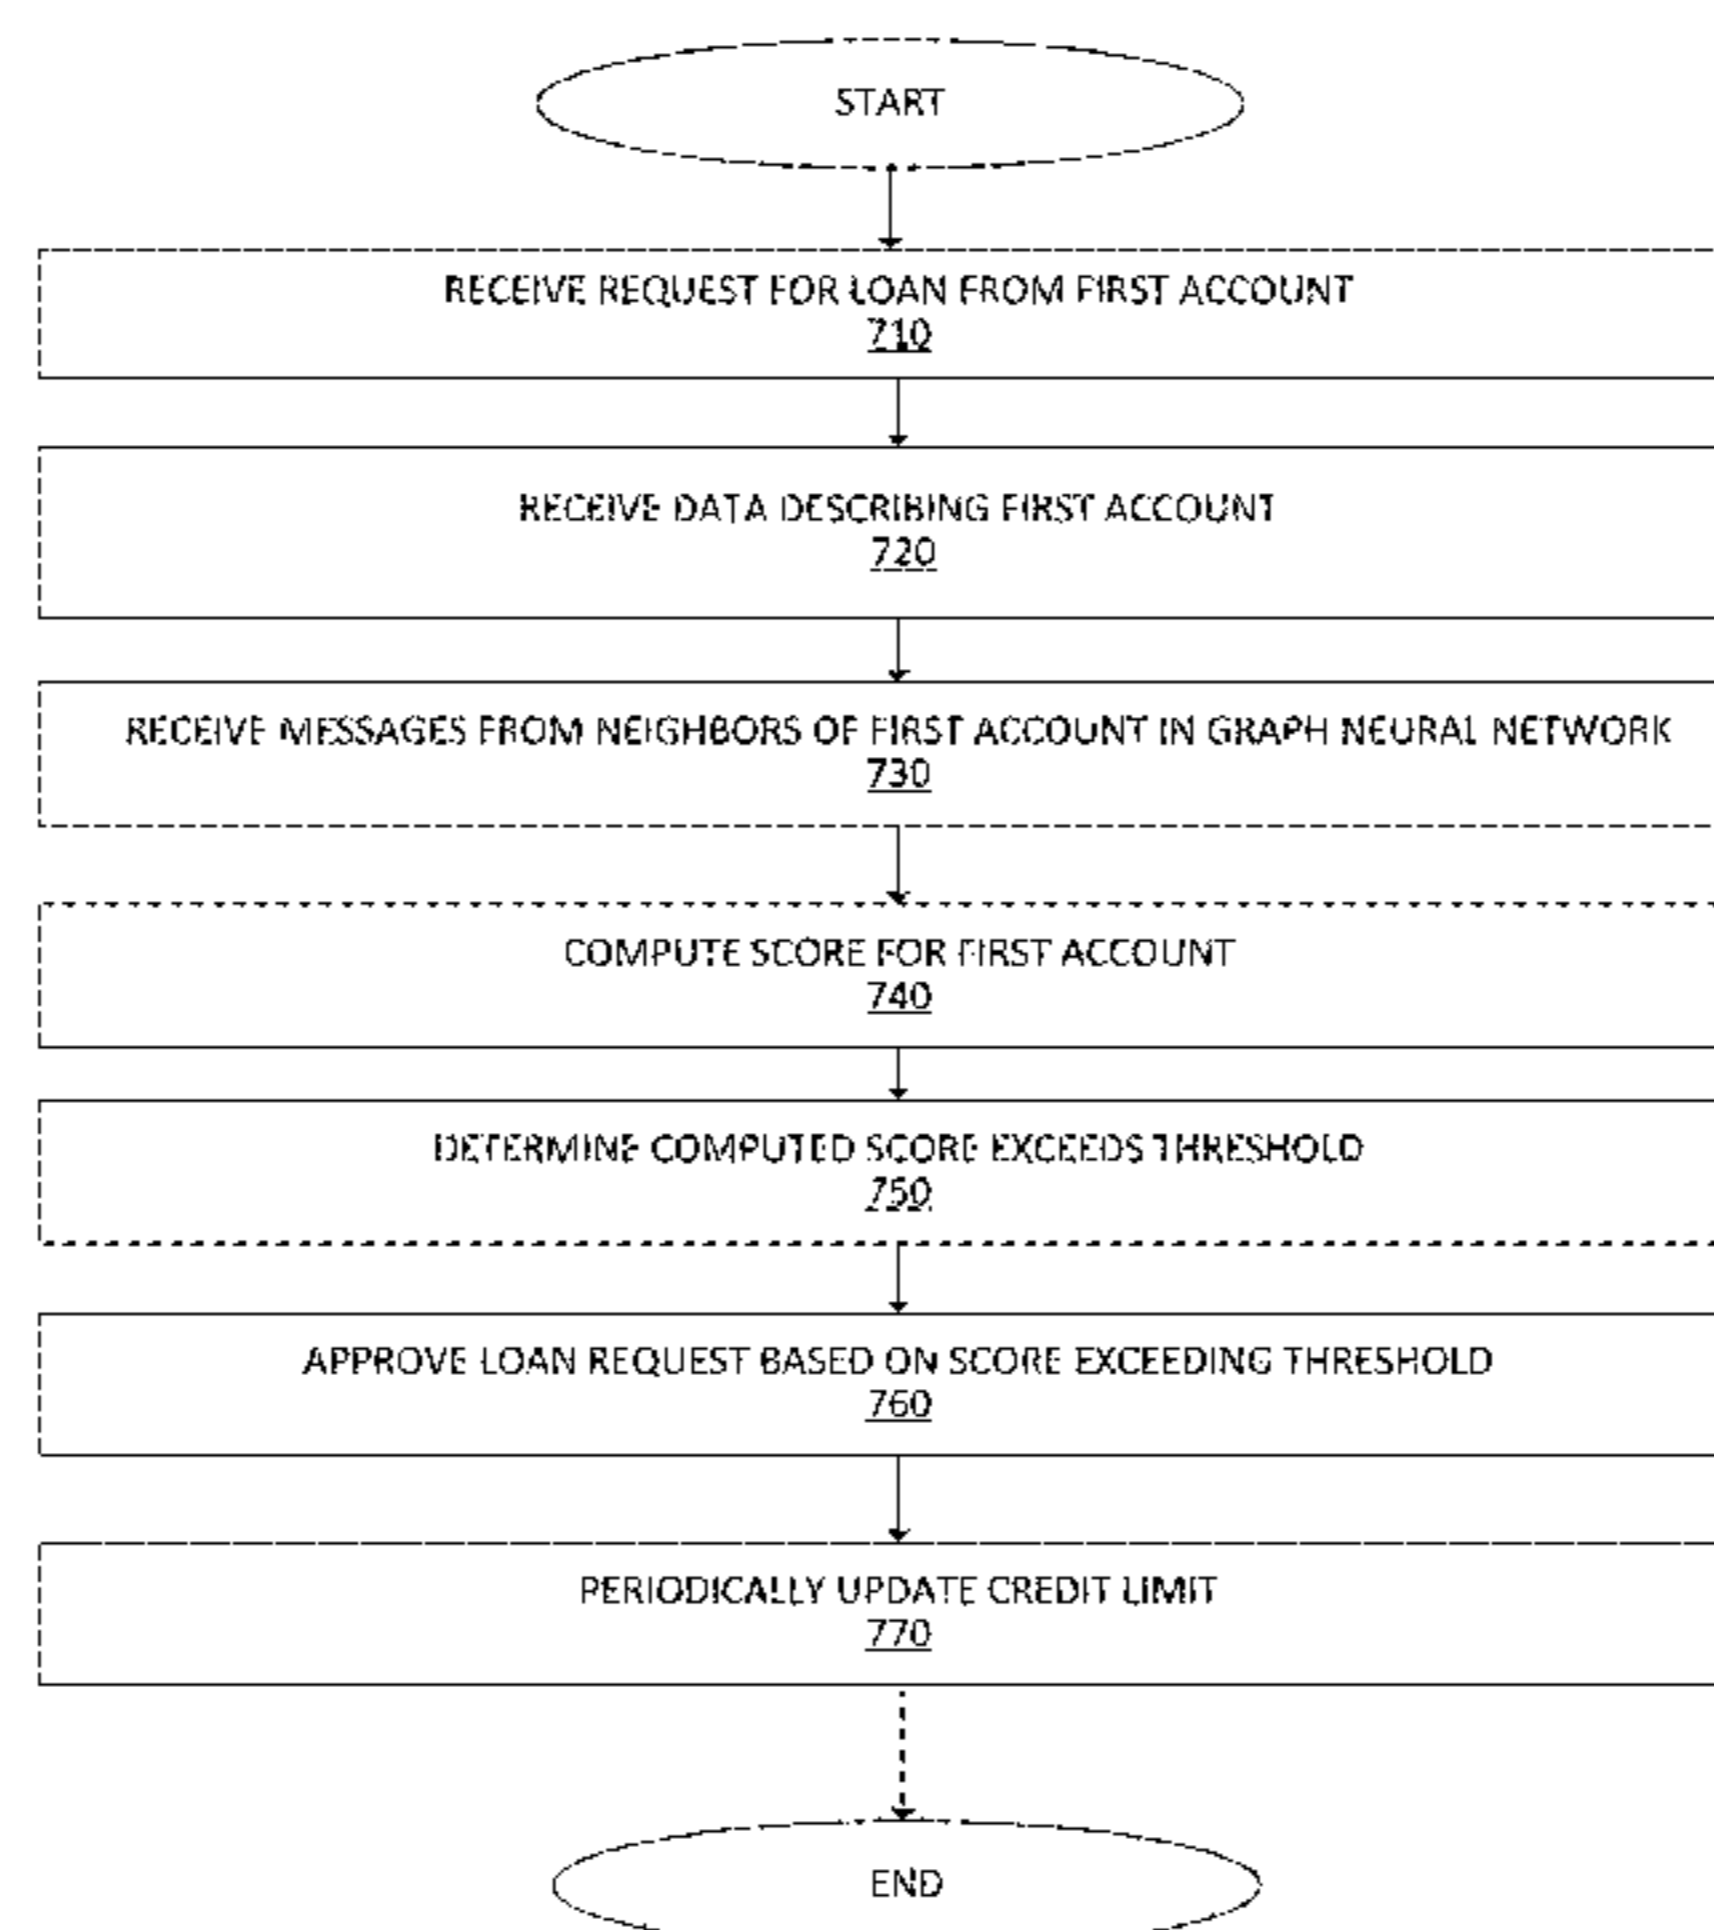 START
RECEIVE REQUEST FOR LOAN FROM FIRST ACCOUNT
710
RECEIVE DATA DESCRIBING FIRST ACCOUNT
720
RECEIVE MESSAGES FROM NEIGHBORS OF FIRST ACCOUNT IN GRAPH NEURAL NETWORK
730
COMPUTE SCORE FOR FIRST ACCOUNT
740
DETERMINE COMPUTED SCORE EXCEEDS THRESHOLD
750
APPROVE LOAN REQUEST BASED ON SCORE EXCEEDING THRESHOLD
760
PERIODICALLY UPDATE CREDIT LIMIT
770
END